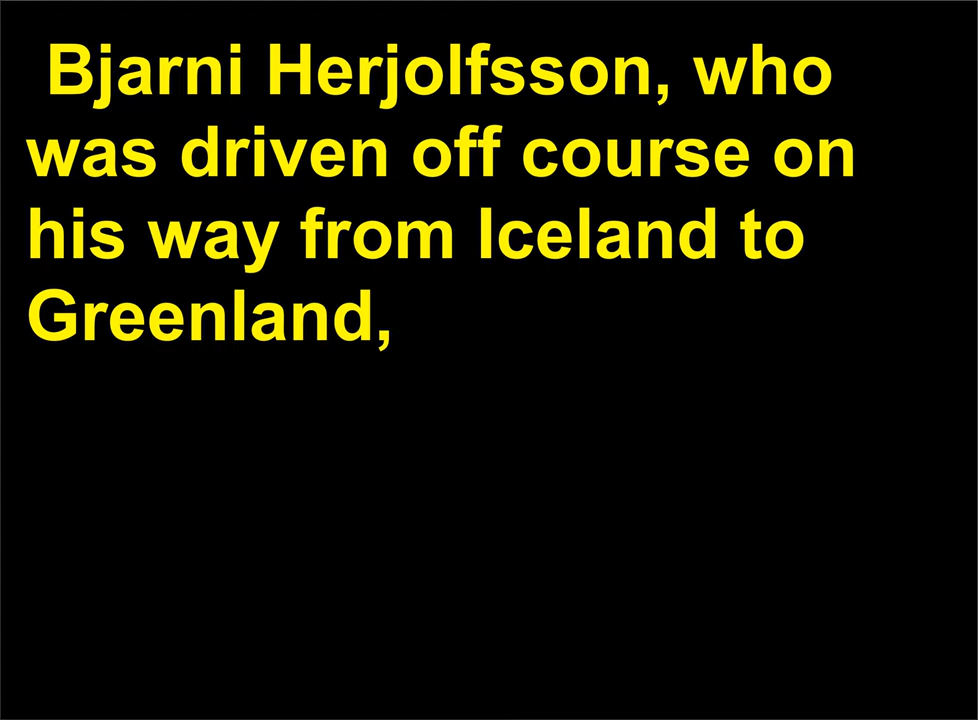 Bjarni Herjolfsson, who
was driven off course on
his way from Iceland to
Greenland,